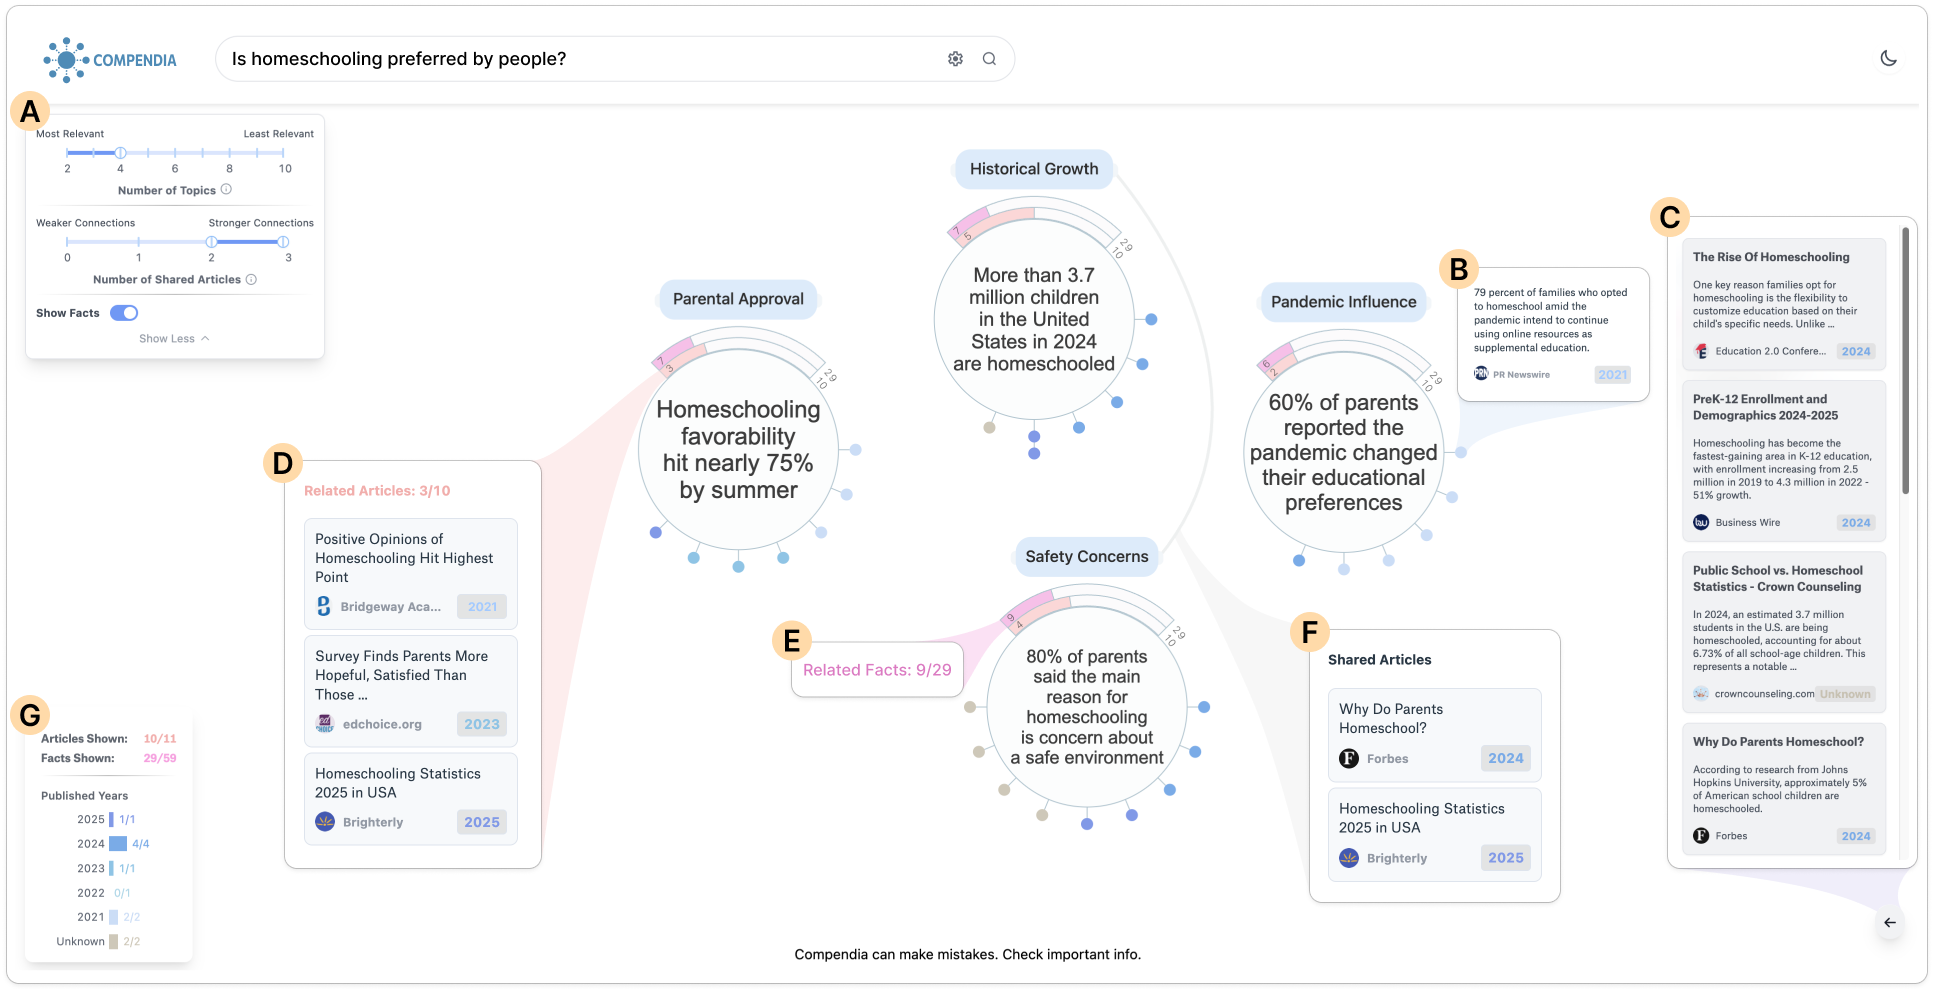 COMPENDIA
Is homeschooling preferred by people?
A
Most Relevant Least Relevant
2 4 6 8 10
Number of Topics
Weaker Connections Stronger Connections
0 1 2 3
Number of Shared Articles
Show Facts
Show Less
Historical Growth
7 29
5 10
More than 3.7
million children
in the United
States in 2024
are homeschooled
Parental Approval
7 29
3 10
Homeschooling
favorability
hit nearly 75%
by summer
Pandemic Influence
6 29
2 10
60% of parents
reported the
pandemic changed
their educational
preferences
Safety Concerns
9 29
4 10
80% of parents
said the main
reason for
homeschooling
is concern about
a safe environment
B
79 percent of families who opted
to homeschool amid the
pandemic intend to continue
using online resources as
supplemental education.
PRN
PR Newswire 2021
C
The Rise Of Homeschooling
One key reason families opt for
homeschooling is the flexibility to
customize education based on their
child's specific needs. Unlike ...
Education 2.0 Confere... 2024
PreK-12 Enrollment and
Demographics 2024-2025
Homeschooling has become the
fastest-gaining area in K-12 education,
with enrollment increasing from 2.5
million in 2019 to 4.3 million in 2022 -
51% growth.
Business Wire 2024
Public School vs. Homeschool
Statistics - Crown Counseling
In 2024, an estimated 3.7 million
students in the U.S. are being
homeschooled, accounting for about
6.73% of all school-age children. This
represents a notable ...
crowncounseling.com Unknown
Why Do Parents Homeschool?
According to research from Johns
Hopkins University, approximately 5%
of American school children are
homeschooled.
F Forbes 2024
D
Related Articles: 3/10
Positive Opinions of
Homeschooling Hit Highest
Point
Bridgeway Aca... 2021
Survey Finds Parents More
Hopeful, Satisfied Than
Those ...
edchoice.org 2023
Homeschooling Statistics
2025 in USA
Brighterly 2025
E
Related Facts: 9/29
F
Shared Articles
Why Do Parents
Homeschool?
F Forbes 2024
Homeschooling Statistics
2025 in USA
Brighterly 2025
G
Articles Shown: 10/11
Facts Shown: 29/59
Published Years
2025 1/1
2024 4/4
2023 1/1
2022 0/1
2021 2/2
Unknown 2/2
Compendia can make mistakes. Check important info.